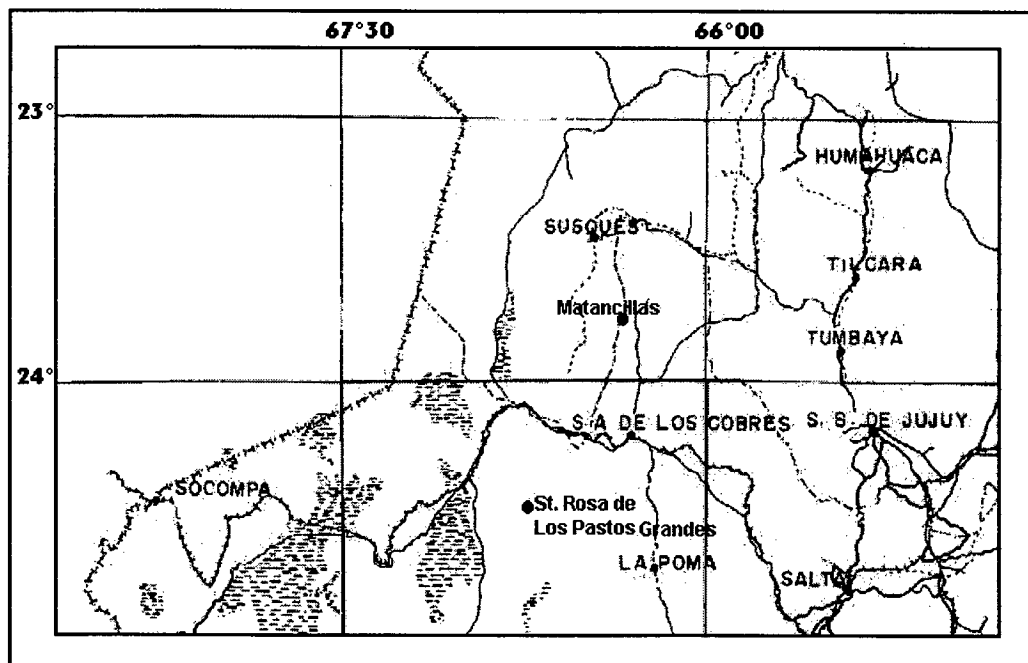 67°30
66°00
23°
HUMAHUACA
SUSQUES
TILCARA
Matancillas
TUMBAYA
24°
S A DE LOS COBRES
S. S. DE JUJUY
SOCOMPA
St. Rosa de
Los Pastos Grandes
LA POMA
SALTA